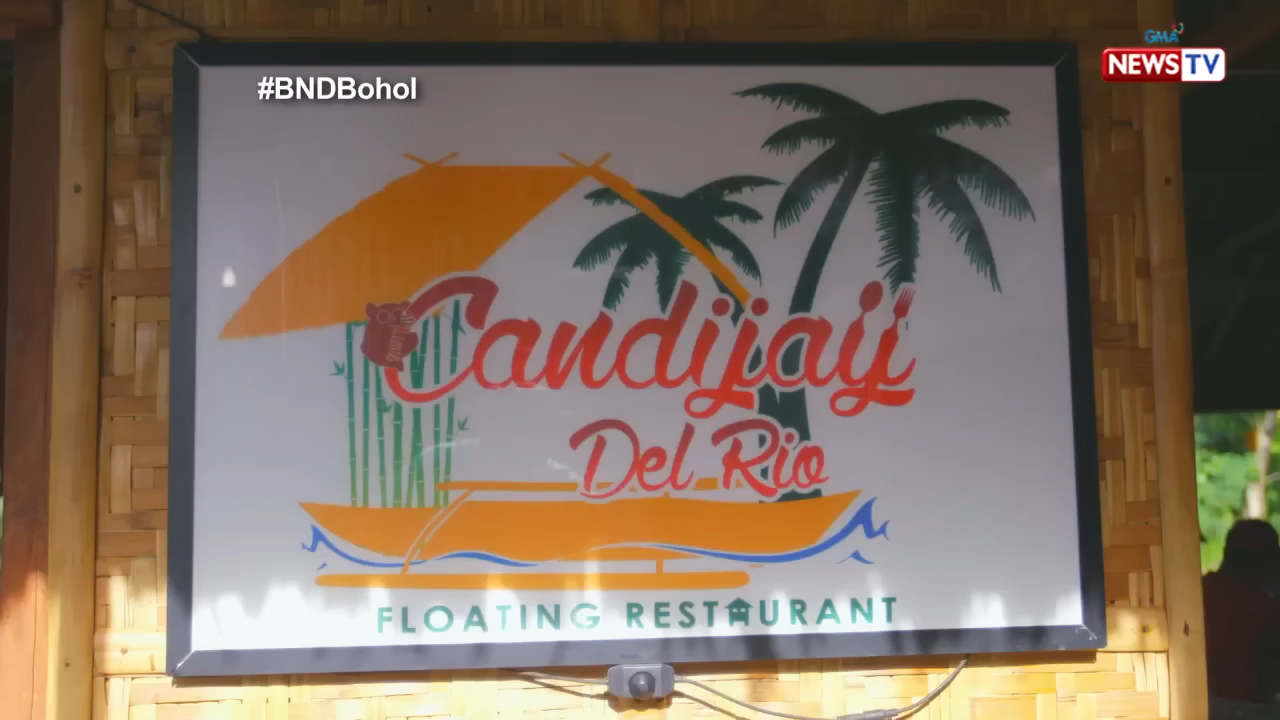 #BNDBohol
GMA
NEWS TV
Candijay
Del Rio
FLOATING RESTAURANT